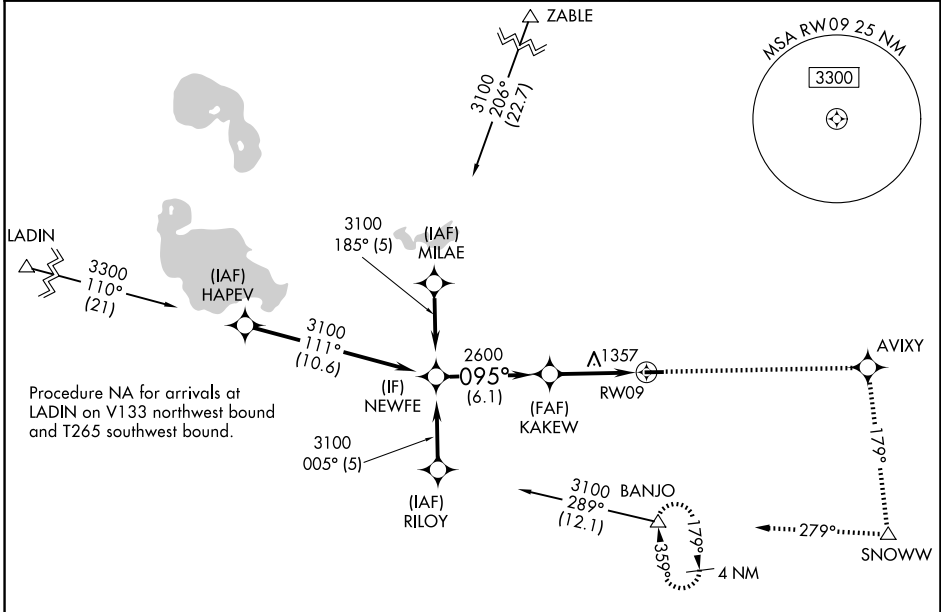 ZABLE
3100
206°
(22.7)
MSA RW09 25 NM
3300
LADIN
3300
110°
(21)
(IAF)
HAPEV
3100
185° (5)
(IAF)
MILAE
3100
111°
(10.6)
(IF)
NEWFE
2600
095°
(6.1)
(FAF)
KAKEW
1357
RW09
AVIXY
Procedure NA for arrivals at
LADIN on V133 northwest bound
and T265 southwest bound.
3100
005° (5)
(IAF)
RILOY
3100
289°
(12.1)
BANJO
179°
359°
4 NM
179°
279°
SNOWW